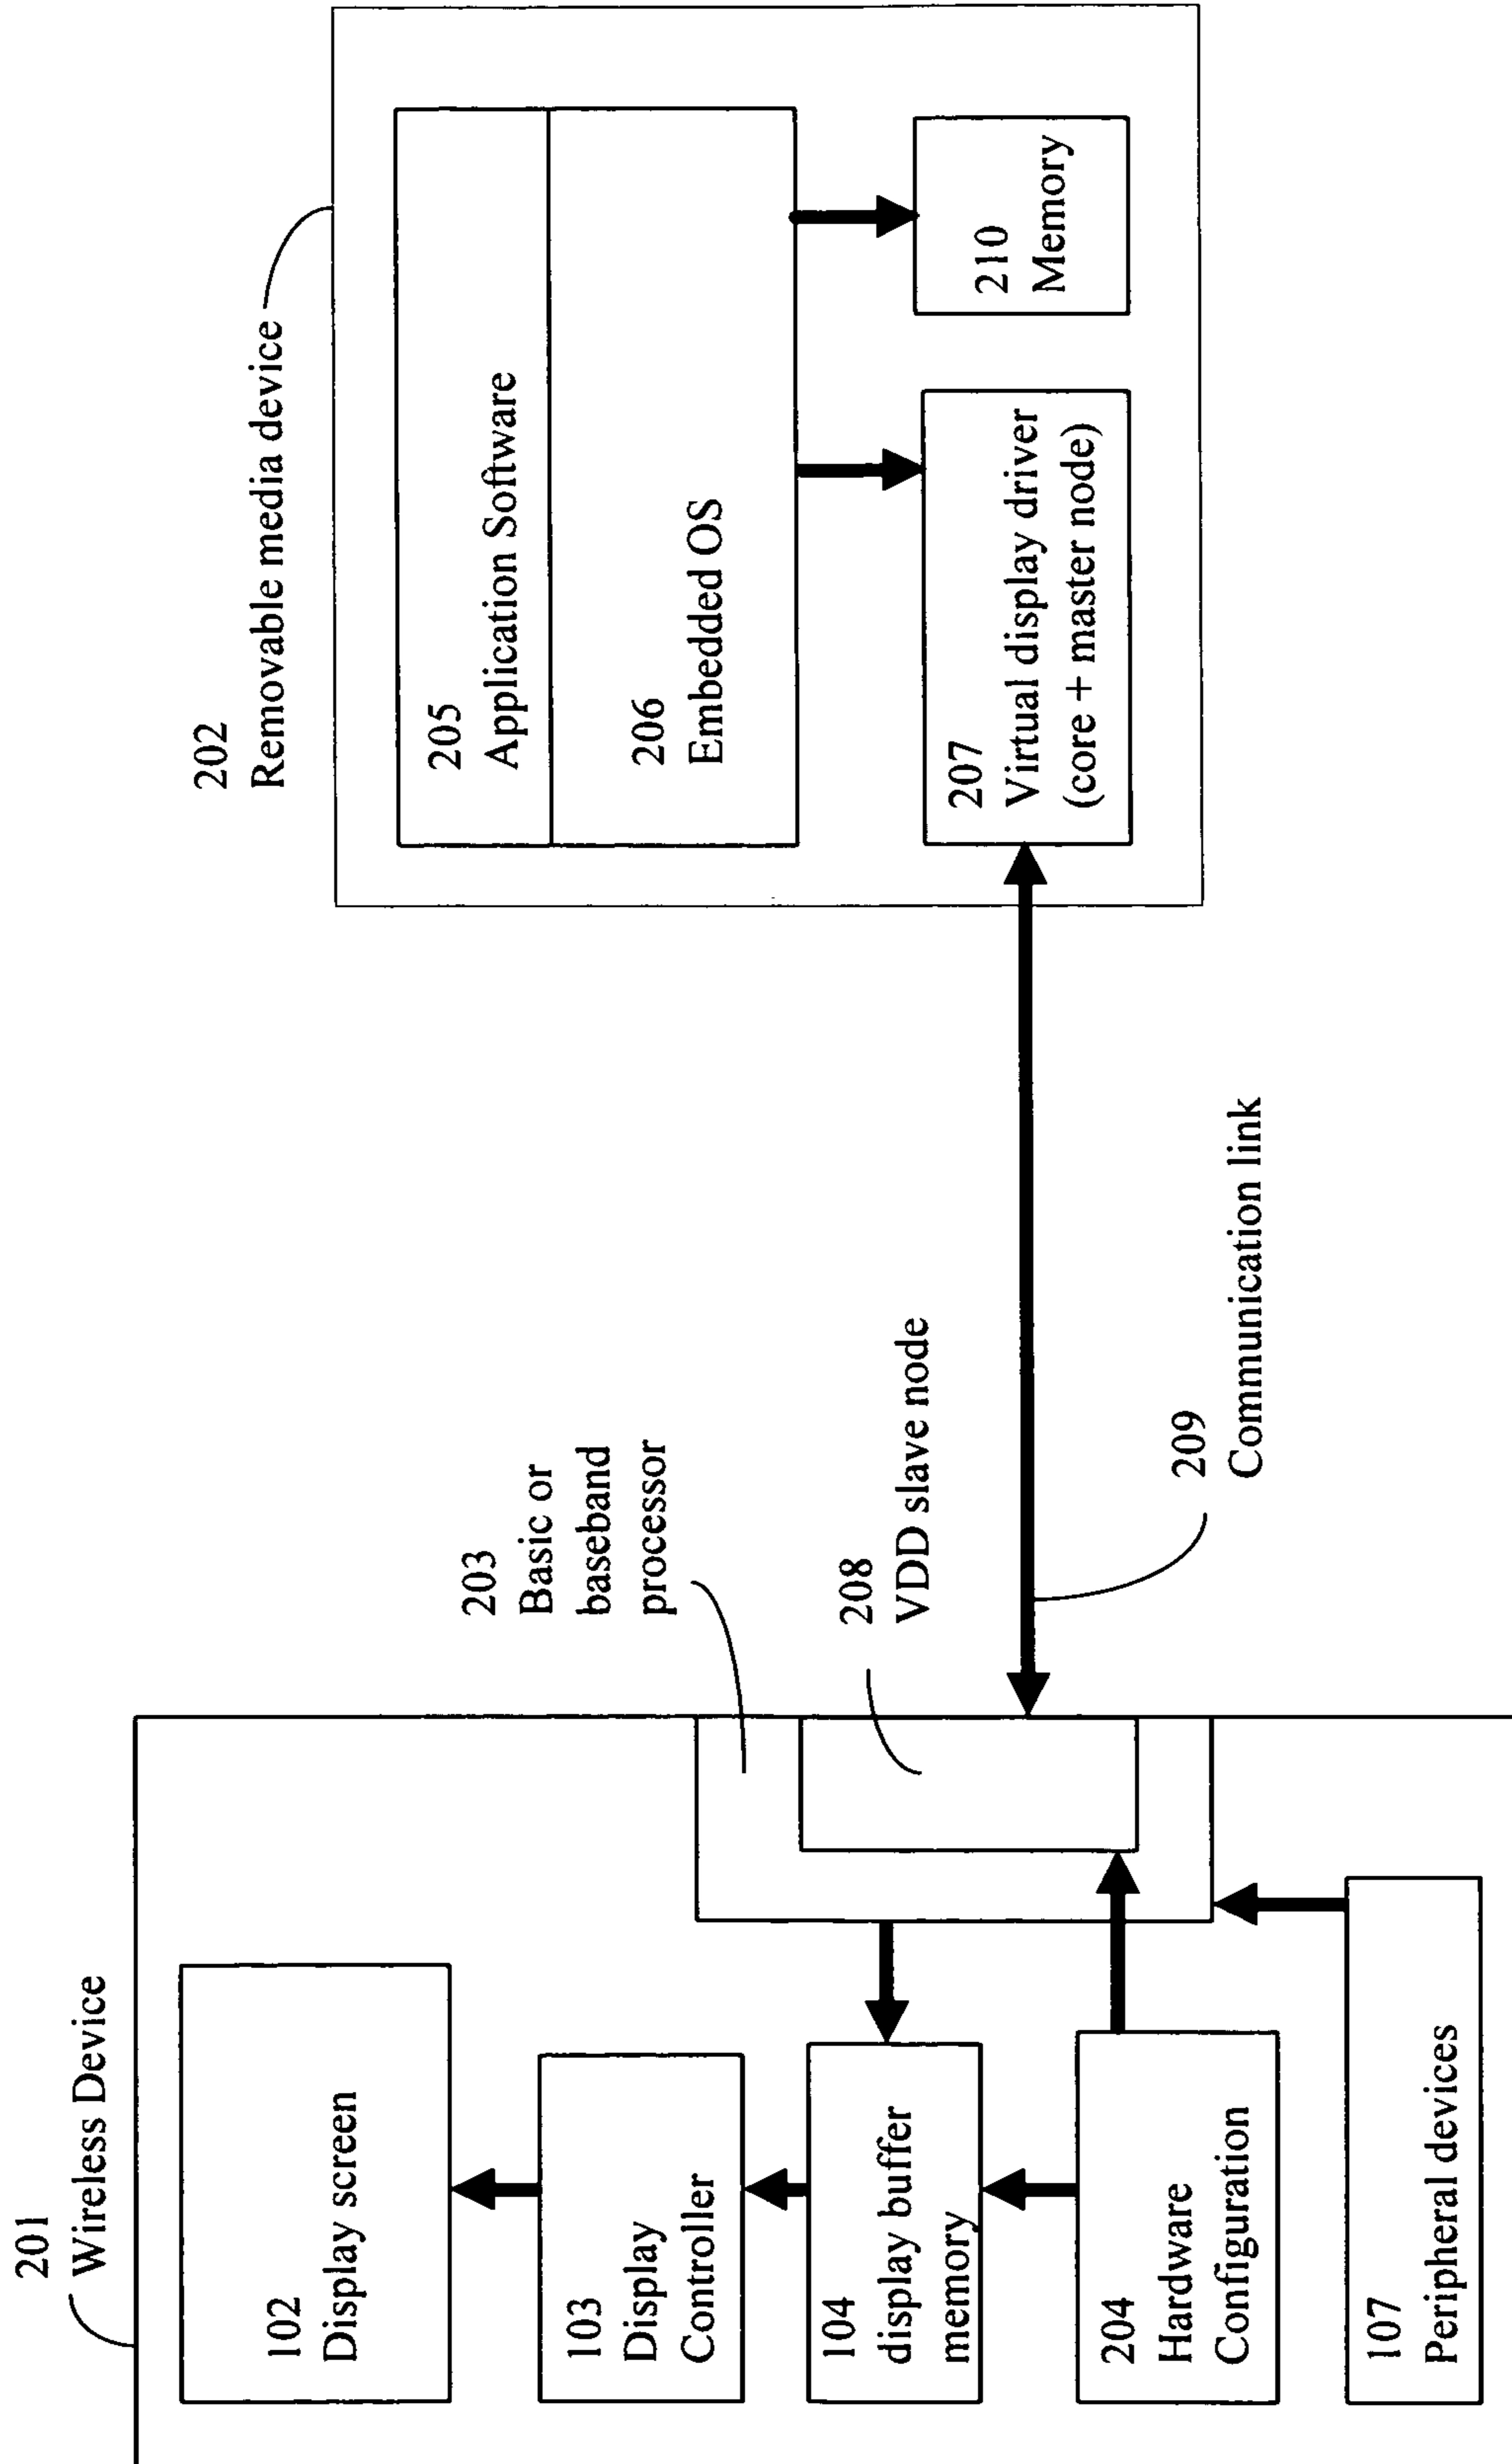 201
Wireless Device
102
Display screen
103
Display
Controller
104
display buffer
memory
204
Hardware
Configuration
107
Peripheral devices
203
Basic or
baseband
processor
208
VDD slave node
209
Communication link
202
Removable media device
205
Application Software
206
Embedded OS
207
Virtual display driver
(core + master node)
210
Memory